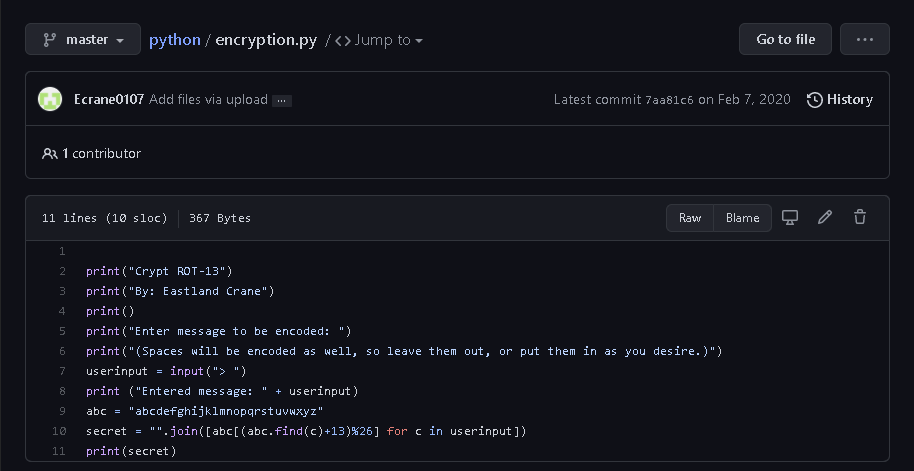 master python / encryption.py / <> Jump to Go to file ...
Ecrane0107 Add files via upload ... Latest commit 7aa81c6 on Feb 7, 2020 History
1 contributor
11 lines (10 sloc) 367 Bytes Raw Blame
1
2 print("Crypt ROT-13")
3 print("By: Eastland Crane")
4 print()
5 print("Enter message to be encoded: ")
6 print("(Spaces will be encoded as well, so leave them out, or put them in as you desire.)")
7 userinput = input("> ")
8 print ("Entered message: " + userinput)
9 abc = "abcdefghijklmnopqrstuvwxyz"
10 secret = "".join([abc[(abc.find(c)+13)%26] for c in userinput])
11 print(secret)